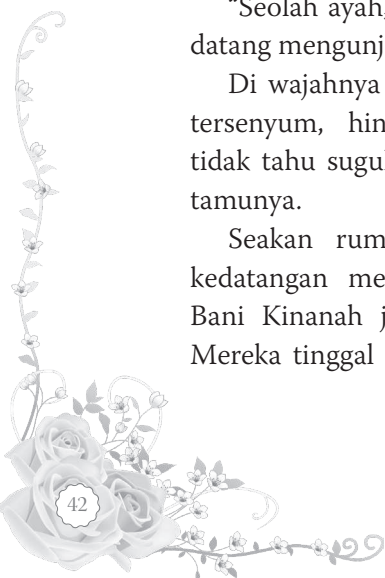 “Seolah ayah,
datang mengunj
Di wajahnya
tersenyum, hin
tidak tahu sugu
tamunya.
Seakan rum
kedatangan me
Bani Kinanah j
Mereka tinggal
42